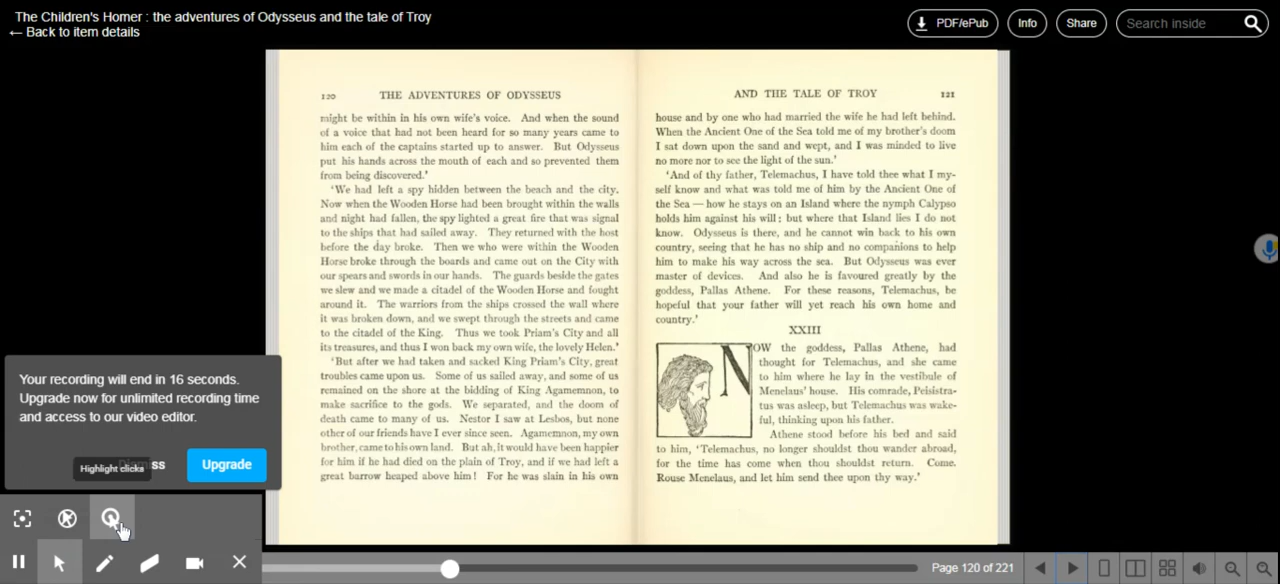 The Children's Homer : the adventures of Odysseus and the tale of Troy
← Back to item details
PDF/ePub
Info
Share
Search inside
120 THE ADVENTURES OF ODYSSEUS
might be within in his own wife's voice. And when the sound
of a voice that had not been heard for so many years came to
him each of the captains started up to answer. But Odysseus
put his hands across the mouth of each and so prevented them
from being discovered.'
'We had left a spy hidden between the beach and the city.
Now when the Wooden Horse had been brought within the walls
and night had fallen, the spy lighted a great fire that was signal
to the ships that had sailed away. They returned with the host
before the day broke. Then we who were within the Wooden
Horse broke through the boards and came out on the City with
our spears and swords in our hands. The guards beside the gates
we slew and we made a citadel of the Wooden Horse and fought
around it. The warriors from the ships crossed the wall where
it was broken down, and we swept through the streets and came
to the citadel of the King. Thus we took Priam's City and all
its treasures, and thus I won back my own wife, the lovely Helen.'
'But after we had taken and sacked King Priam's City, great
troubles came upon us. Some of us sailed away, and some of us
remained on the shore at the bidding of King Agamemnon, to
make sacrifice to the gods. We separated, and the doom of
death came to many of us. Nestor I saw at Lesbos, but none
other of our friends have I ever since seen. Agamemnon, my own
brother, came to his own land. But ah, it would have been happier
for him if he had died on the plain of Troy, and if we had left a
great barrow heaped above him! For he was slain in his own
AND THE TALE OF TROY 121
house and by one who had married the wife he had left behind.
When the Ancient One of the Sea told me of my brother's doom
I sat down upon the sand and wept, and I was minded to live
no more nor to see the light of the sun.'
'And of thy father, Telemachus, I have told thee what I my-
self know and what was told me of him by the Ancient One of
the Sea — how he stays on an Island where the nymph Calypso
holds him against his will; but where that Island lies I do not
know. Odysseus is there, and he cannot win back to his own
country, seeing that he has no ship and no companions to help
him to make his way across the sea. But Odysseus was ever
master of devices. And also he is favoured greatly by the
goddess, Pallas Athene. For these reasons, Telemachus, be
hopeful that your father will yet reach his own home and
country.'
XXIII
NOW the goddess, Pallas Athene, had
thought for Telemachus, and she came
to him where he lay in the vestibule of
Menelaus' house. His comrade, Peisistra-
tus was asleep, but Telemachus was wake-
ful, thinking upon his father.
Athene stood before his bed and said
to him, 'Telemachus, no longer shouldst thou wander abroad,
for the time has come when thou shouldst return. Come.
Rouse Menelaus, and let him send thee upon thy way.'
Your recording will end in 16 seconds.
Upgrade now for unlimited recording time
and access to our video editor.
Highlight clicks
Upgrade
Page 120 of 221